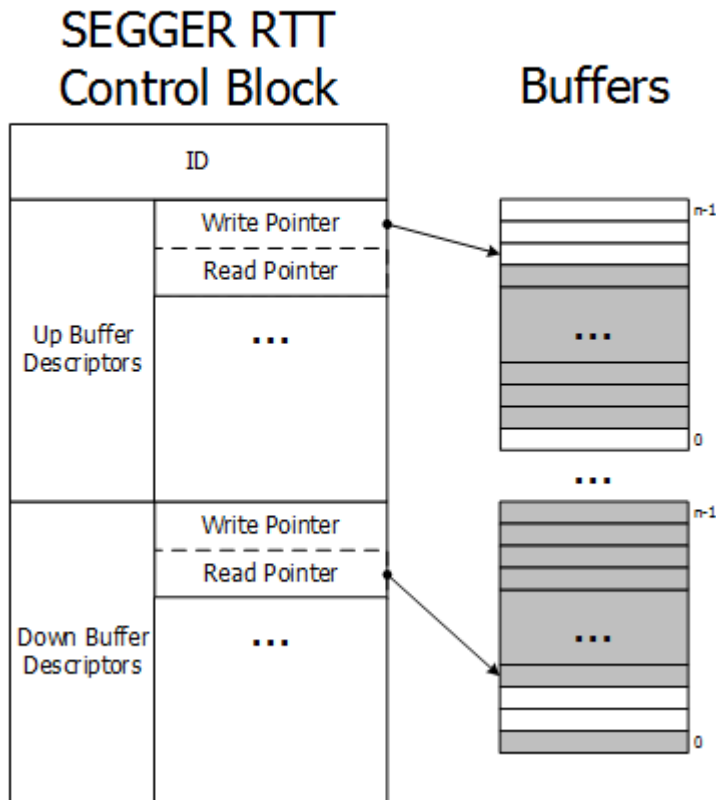 SEGGER RTT
Control Block
Buffers
ID
Write Pointer
Read Pointer
...
Up Buffer
Descriptors
n-1
...
0
...
Write Pointer
Read Pointer
...
Down Buffer
Descriptors
n-1
...
0